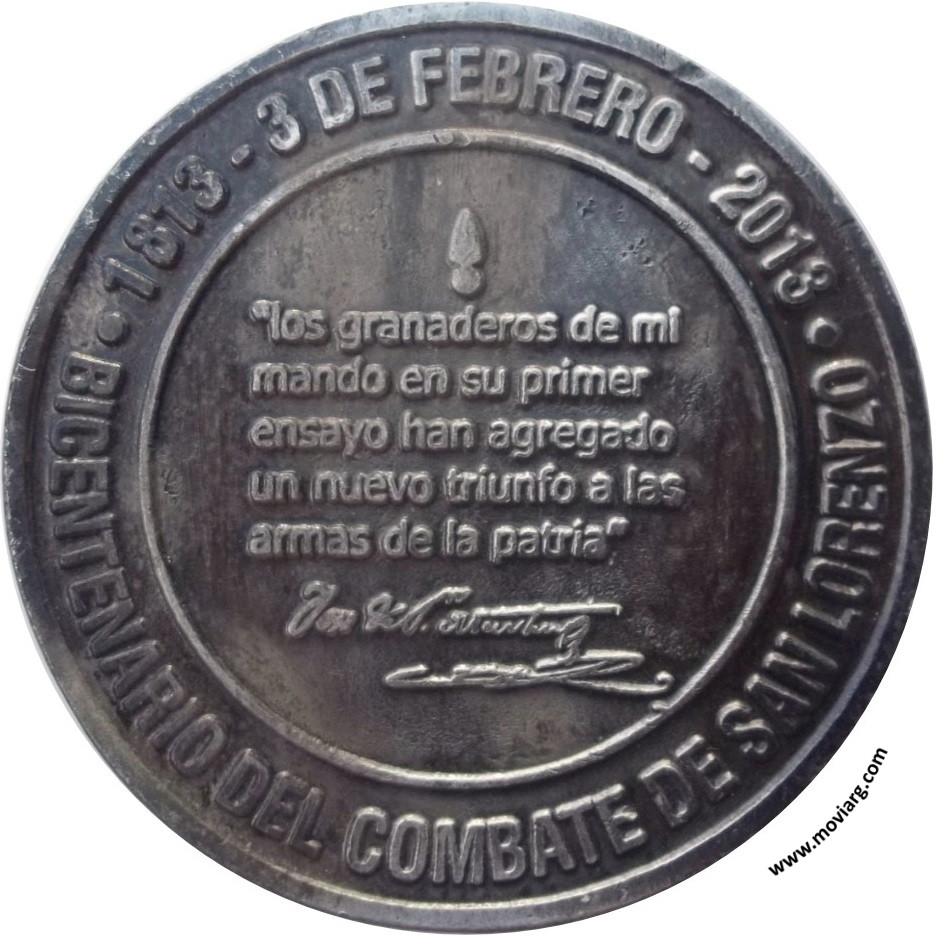 • 1813 - 3 DE FEBRERO - 2013 •
"los granaderos de mi
mando en su primer
ensayo han agregado
un nuevo triunfo a las
armas de la patria"
BICENTENARIO DEL COMBATE DE SAN LORENZO
www.moviarg.com